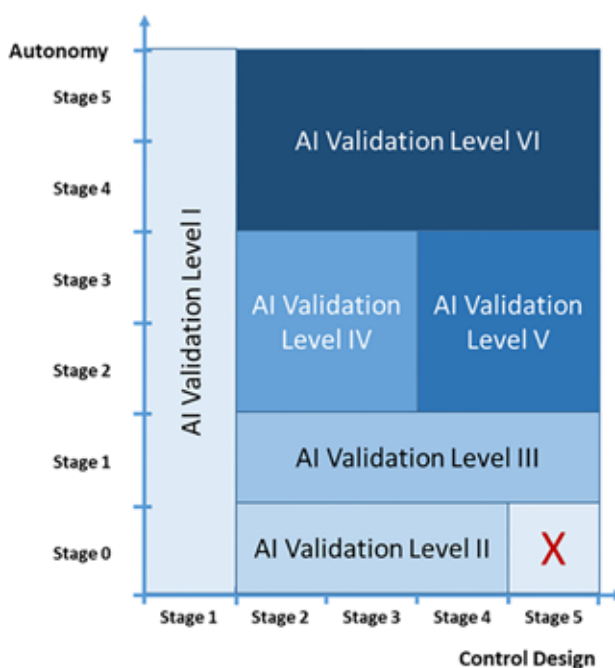 Autonomy
Stage 5
AI Validation Level VI
Stage 4
AI Validation Level I
Stage 3
AI Validation
Level IV
AI Validation
Level V
Stage 2
Stage 1
AI Validation Level III
Stage 0
AI Validation Level II
X
Stage 1
Stage 2
Stage 3
Stage 4
Stage 5
Control Design